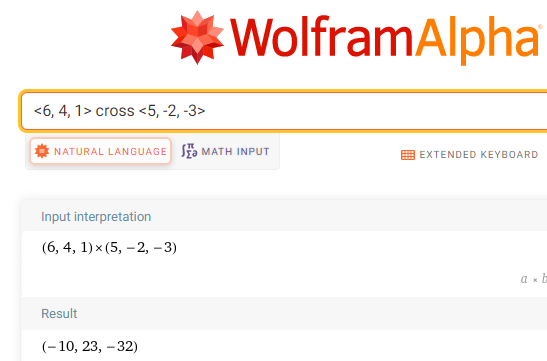 WolframAlpha
<6, 4, 1> cross <5, -2, -3>
NATURAL LANGUAGE
MATH INPUT
EXTENDED KEYBOARD
Input interpretation
(6, 4, 1)×(5, −2, −3)
a × b
Result
(−10, 23, −32)